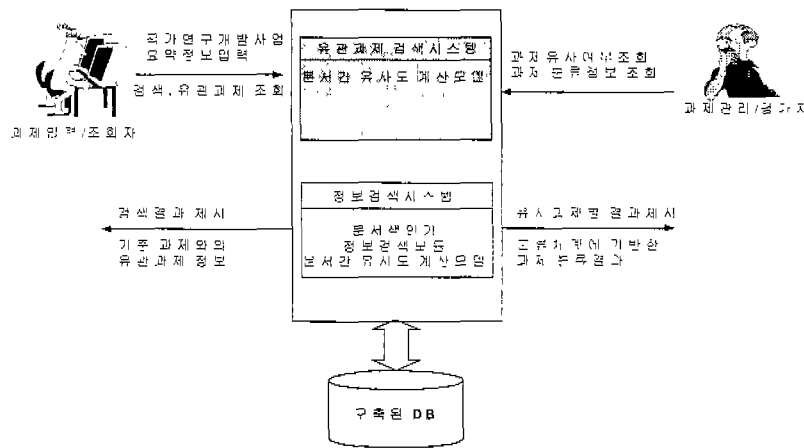 국가연구개발사업
요약정보입력
검색, 유관과제 조회
과제입력/조회자
유관과제 검색시스템
문서간 유사도 계산모델
과제유사여부조회
과제 분류정보 조회
과제관리/평가자
검색결과 제시
기준 과제와의
유관과제 정보
정보검색시스템
문서색인기
정보검색모듈
문서간 유사도 계산모델
유사과제별 결과제시
분류체계에 기반한
과제 분류결과
구축된 DB